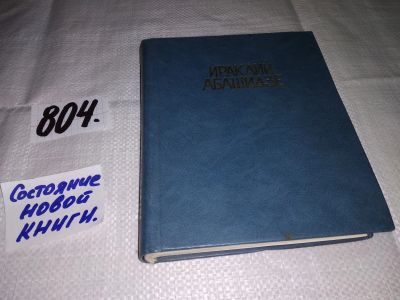 ИРАКЛИЙ
АБАШИДЗЕ
804.
Состояние
новой
книги.